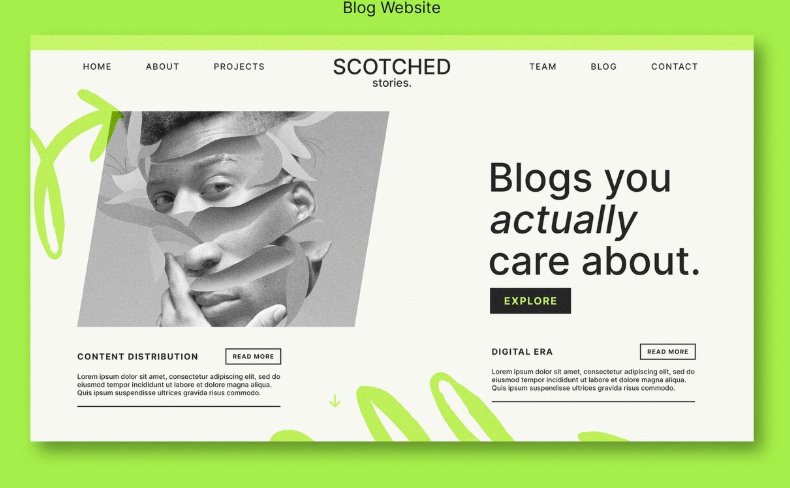 Blog Website
HOME ABOUT PROJECTS
SCOTCHED
stories.
TEAM BLOG CONTACT
Blogs you
actually
care about.
EXPLORE
CONTENT DISTRIBUTION READ MORE
Lorem ipsum dolor sit amet, consectetur adipiscing elit, sed do
eiusmod tempor incididunt ut labore et dolore magna aliqua.
Quis ipsum suspendisse ultrices gravida risus commodo.
DIGITAL ERA READ MORE
Lorem ipsum dolor sit amet, consectetur adipiscing elit, sed do
eiusmod tempor incididunt ut labore et dolore magna aliqua.
Quis ipsum suspendisse ultrices gravida risus commodo.